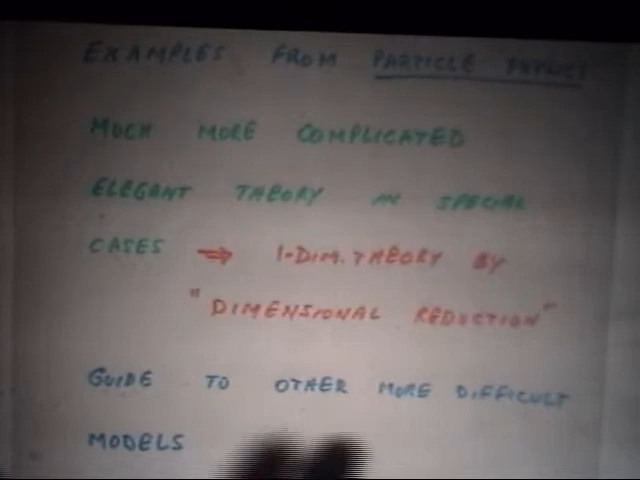 EXAMPLES FROM PARTICLE PHYSICS
MUCH MORE COMPLICATED
ELEGANT THEORY IN SPECIAL
CASES ⇒ 1-DIM. THEORY BY
"DIMENSIONAL REDUCTION"
GUIDE TO OTHER MORE DIFFICULT
MODELS